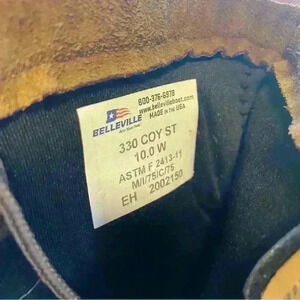 800-376-6978
www.bellevilleboot.com
MADE IN THE USA
BELLEVILLE
330 COY ST
10.0 W
ASTM F 2413-11
M/I/75/C/75
EH 2002150